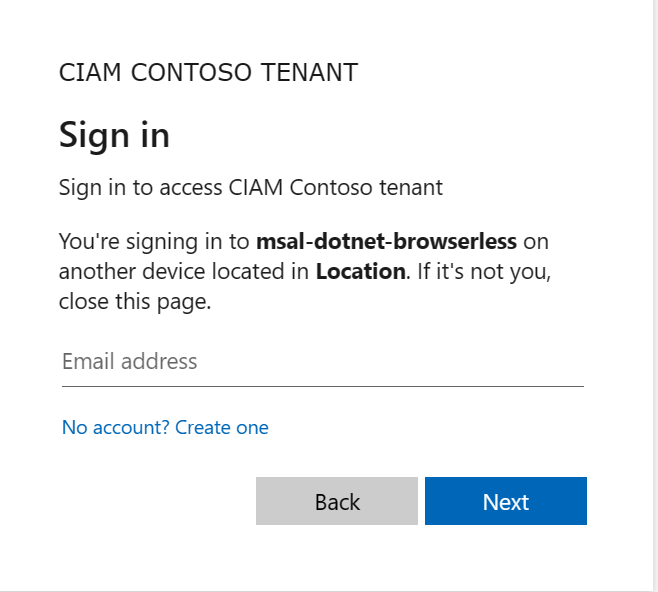 CIAM CONTOSO TENANT
Sign in
Sign in to access CIAM Contoso tenant
You're signing in to msal-dotnet-browserless on
another device located in Location. If it's not you,
close this page.
Email address
No account? Create one
Back
Next